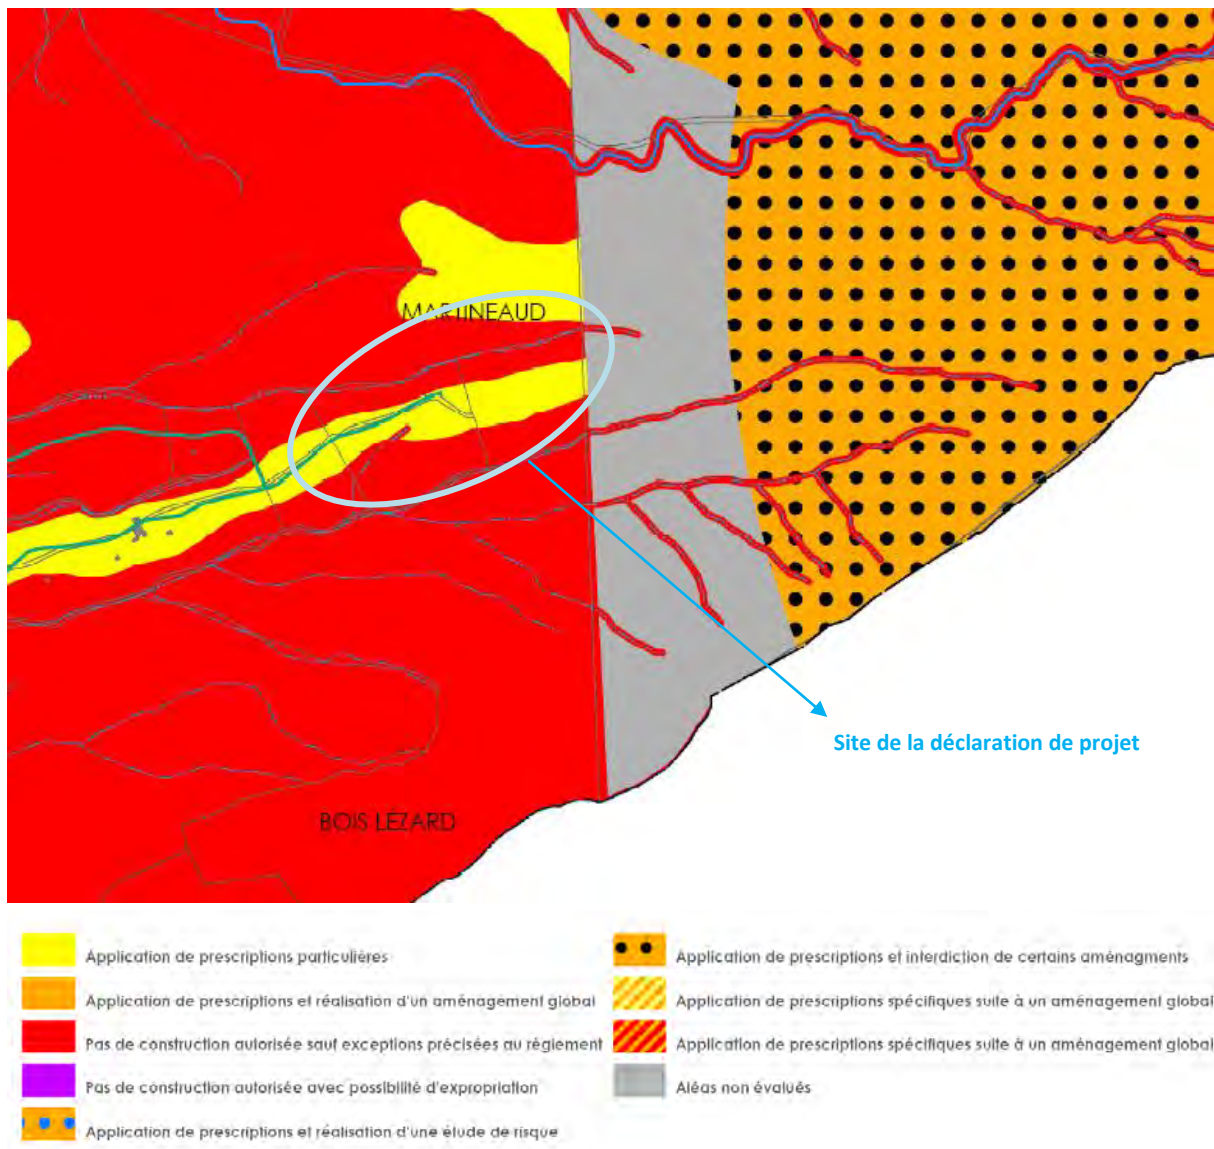 MARTINEAUD
Site de la déclaration de projet
BOIS LÉZARD
Application de prescriptions particulières
Application de prescriptions et réalisation d'un aménagement global
Pas de construction autorisée sauf exceptions précisées au règlement
Pas de construction autorisée avec possibilité d'expropriation
Application de prescriptions et réalisation d'une étude de risque
Application de prescriptions et interdiction de certains aménagments
Application de prescriptions spécifiques suite à un aménagement global
Application de prescriptions spécifiques suite à un aménagement global
Aléas non évalués